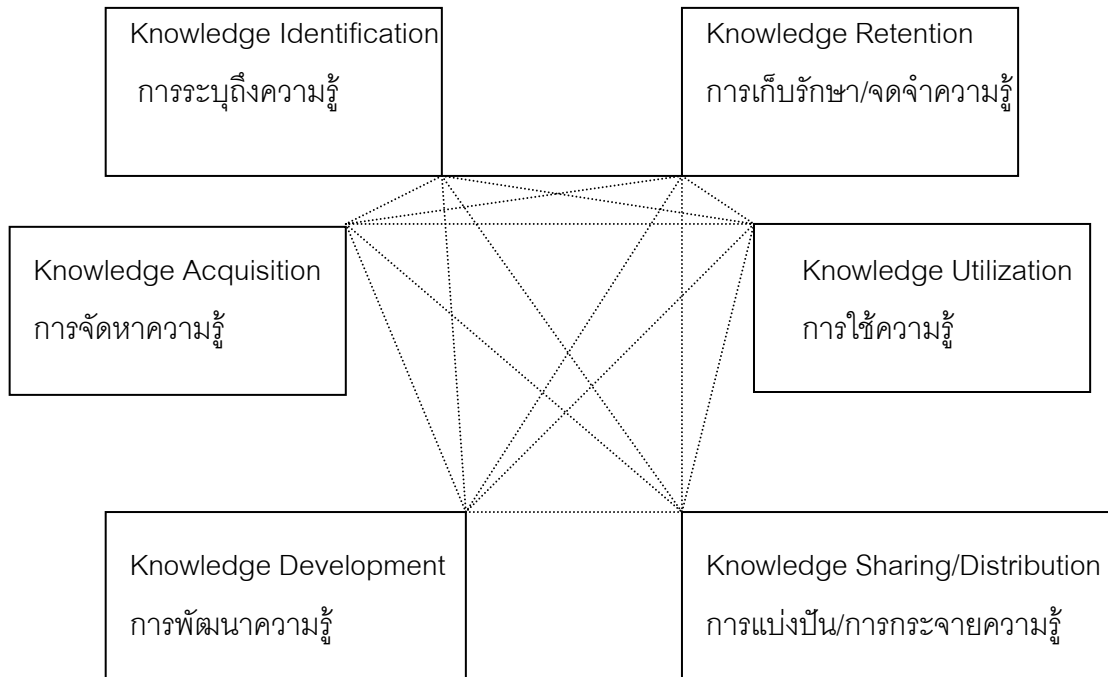 Knowledge Identification
การระบุถึงความรู้
Knowledge Retention
การเก็บรักษา/จดจำความรู้
Knowledge Acquisition
การจัดหาความรู้
Knowledge Utilization
การใช้ความรู้
Knowledge Development
การพัฒนาความรู้
Knowledge Sharing/Distribution
การแบ่งปัน/การกระจายความรู้